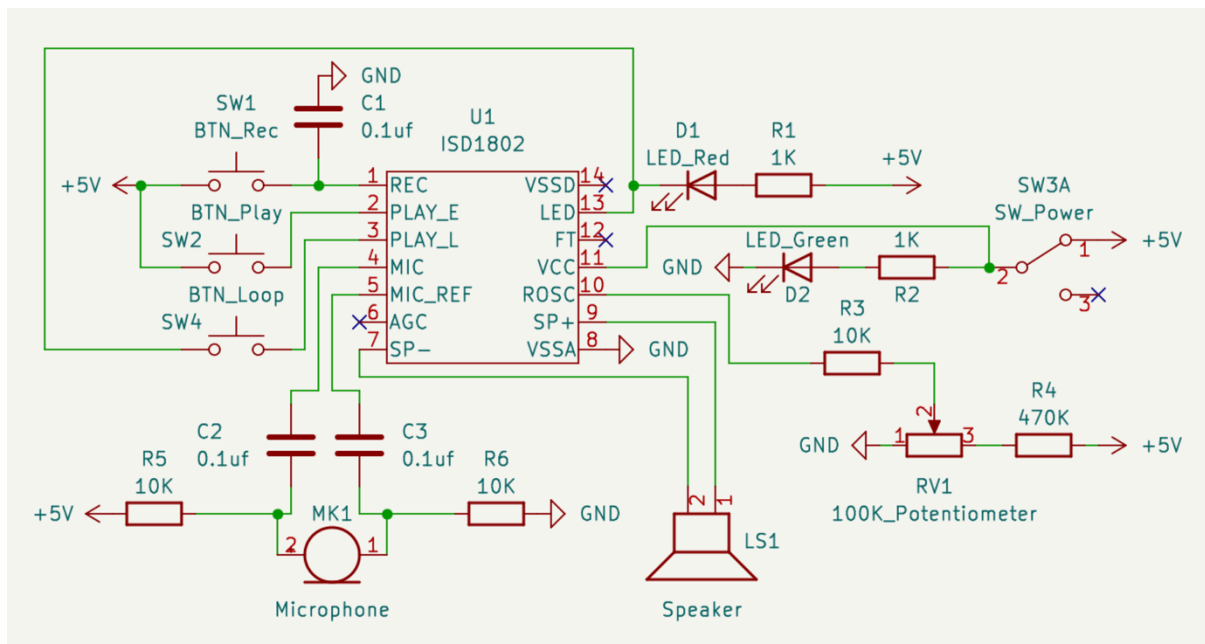 GND
SW1
BTN_Rec
C1
0.1uf
U1
ISD1802
D1
LED_Red
R1
1K
+5V
+5V
1
REC
VSSD
14
SW3A
SW_Power
BTN_Play
2
PLAY_E
LED
13
SW2
3
PLAY_L
FT
12
LED_Green
1K
+5V
1
4
MIC
VCC
11
GND
D2
R2
2
3
BTN_Loop
5
MIC_REF
ROSC
10
SW4
6
AGC
SP+
9
R3
10K
7
SP-
VSSA
8
GND
2
R4
470K
C2
0.1uf
C3
0.1uf
GND
1
3
+5V
R5
10K
R6
10K
RV1
100K_Potentiometer
+5V
MK1
GND
2
1
2
1
LS1
Microphone
Speaker